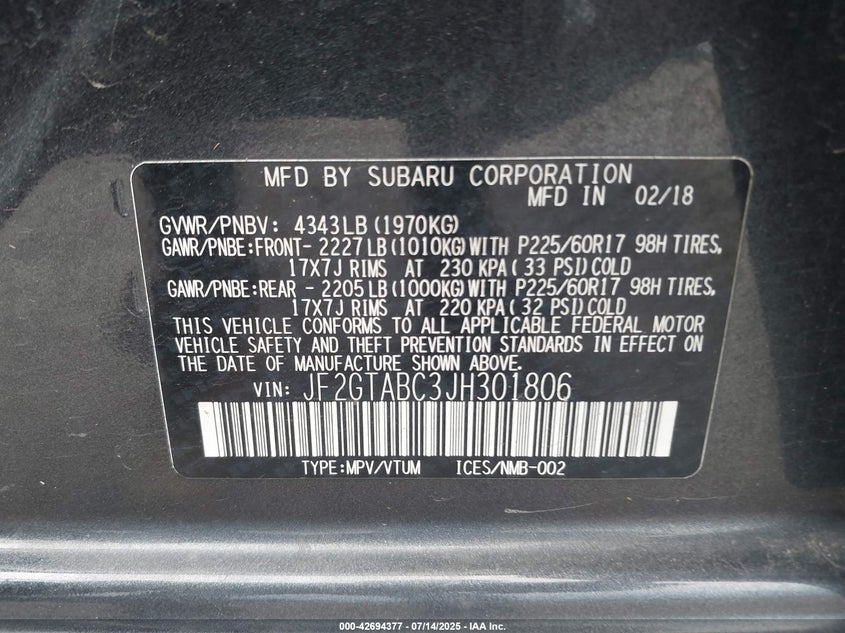 MFD BY SUBARU CORPORATION
MFD IN 02/18
GVWR/PNBV: 4343LB (1970KG)
GAWR/PNBE:FRONT- 2227LB (1010KG) WITH P225/60R17 98H TIRES,
17X7J RIMS AT 230 KPA( 33 PSI) COLD
GAWR/PNBE:REAR - 2205LB (1000KG) WITH P225/60R17 98H TIRES,
17X7J RIMS AT 220 KPA( 32 PSI) COLD
THIS VEHICLE CONFORMS TO ALL APPLICABLE FEDERAL MOTOR
VEHICLE SAFETY AND THEFT PREVENTION STANDARDS IN EFFECT ON
THE DATE OF MANUFACTURE SHOWN ABOVE.
VIN: JF2GTABC3JH301806
TYPE:MPV/VTUM ICES/NMB-002
000-42694377 - 07/14/2025 - IAA Inc.